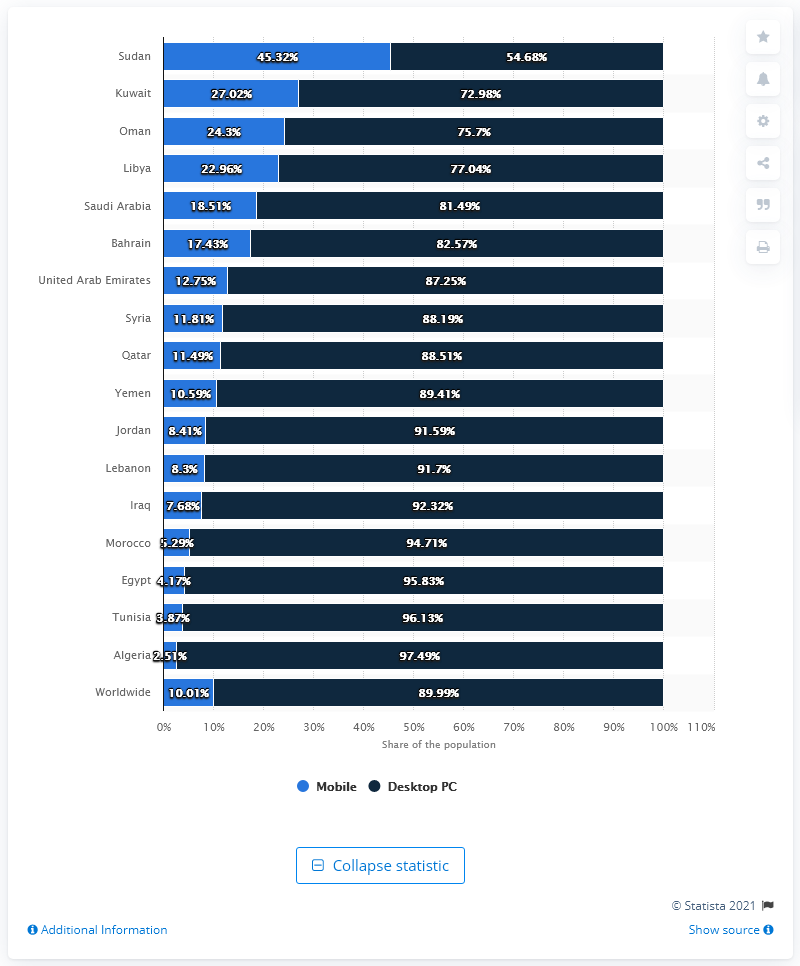 Sudan 45.32% 54.68%
Kuwait 27.02% 72.98%
Oman 24.3% 75.7%
Libya 22.96% 77.04%
Saudi Arabia 18.51% 81.49%
Bahrain 17.43% 82.57%
United Arab Emirates 12.75% 87.25%
Syria 11.81% 88.19%
Qatar 11.49% 88.51%
Yemen 10.59% 89.41%
Jordan 8.41% 91.59%
Lebanon 8.3% 91.7%
Iraq 7.68% 92.32%
Morocco 5.29% 94.71%
Egypt 4.17% 95.83%
Tunisia 3.87% 96.13%
Algeria 2.51% 97.49%
Worldwide 10.01% 89.99%
0% 10% 20% 30% 40% 50% 60% 70% 80% 90% 100% 110%
Share of the population
Mobile Desktop PC
Collapse statistic
© Statista 2021
Additional Information Show source